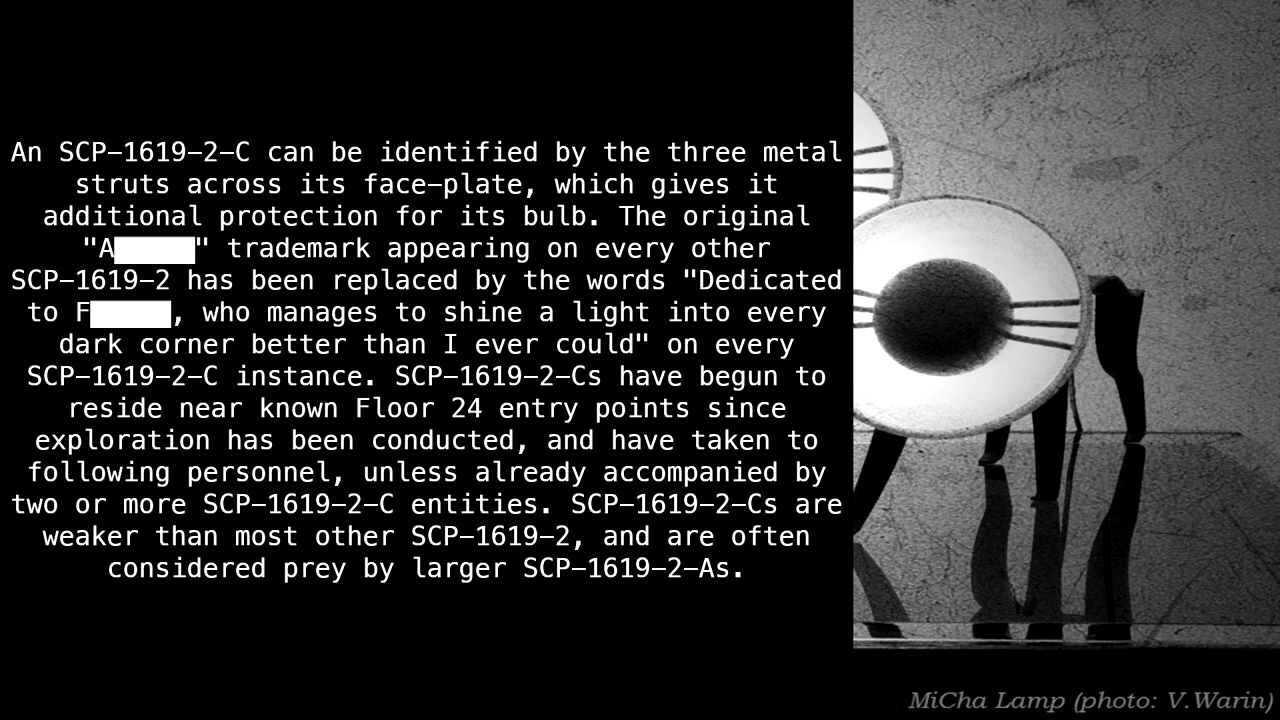 An SCP-1619-2-C can be identified by the three metal
struts across its face-plate, which gives it
additional protection for its bulb. The original
"A█████" trademark appearing on every other
SCP-1619-2 has been replaced by the words "Dedicated
to F█████, who manages to shine a light into every
dark corner better than I ever could" on every
SCP-1619-2-C instance. SCP-1619-2-Cs have begun to
reside near known Floor 24 entry points since
exploration has been conducted, and have taken to
following personnel, unless already accompanied by
two or more SCP-1619-2-C entities. SCP-1619-2-Cs are
weaker than most other SCP-1619-2, and are often
considered prey by larger SCP-1619-2-As.
MiCha Lamp (photo: V.Warin)